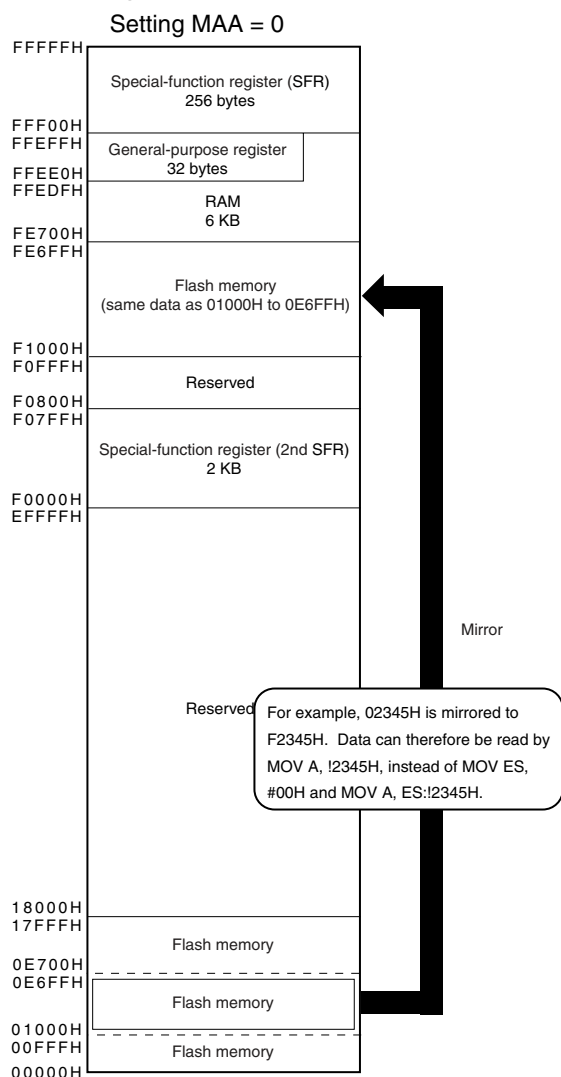 Setting MAA = 0
FFFFFH
Special-function register (SFR)
256 bytes
FFF00H
FFEFFH
General-purpose register
32 bytes
FFEE0H
FFEDFH
RAM
6 KB
FE700H
FE6FFH
Flash memory
(same data as 01000H to 0E6FFH)
F1000H
F0FFFH
Reserved
F0800H
F07FFH
Special-function register (2nd SFR)
2 KB
F0000H
EFFFFH
Mirror
Reserved
For example, 02345H is mirrored to
F2345H. Data can therefore be read by
MOV A, !2345H, instead of MOV ES,
#00H and MOV A, ES:!2345H.
18000H
17FFFH
Flash memory
0E700H
0E6FFH
Flash memory
01000H
00FFFH
Flash memory
00000H